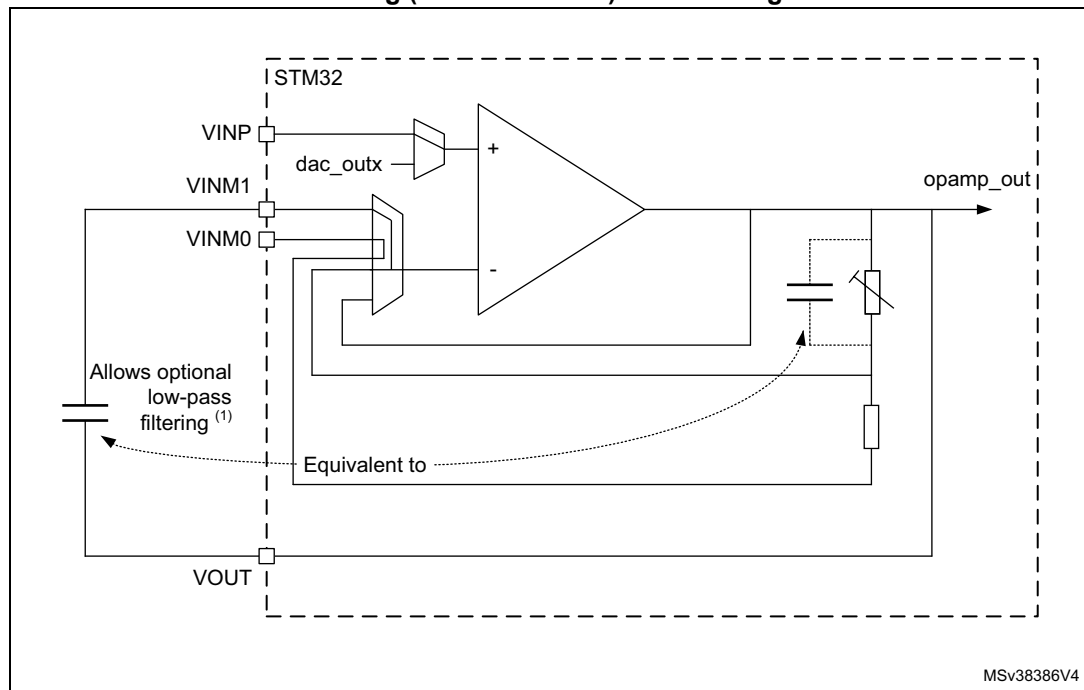 STM32
VINP
+
dac_outx
VINM1
opamp_out
VINM0
-
Allows optional
low-pass
filtering (1)
Equivalent to
VOUT
MSv38386V4